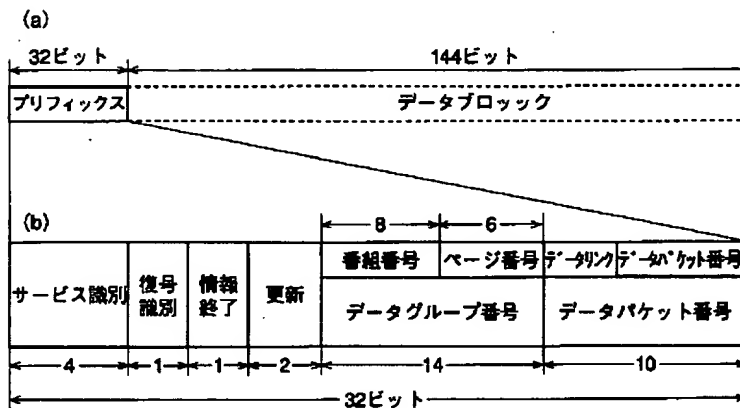 (a)
32ビット 144ビット
プリフィックス データブロッック
(b)
8 6
番組番号 ページ番号 データリンク データパケット番号
サービス識別 復号識別 情報終了 更新
データグループ番号 データパケット番号
4 1 1 2 14 10
32ビット